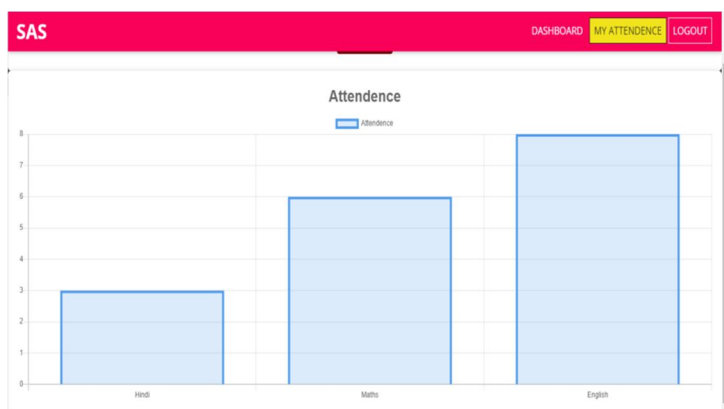 SAS DASHBOARD MY ATTENDENCE LOGOUT
Attendence
Attendence
8
7
6
5
4
3
2
1
0
Hindi Maths English